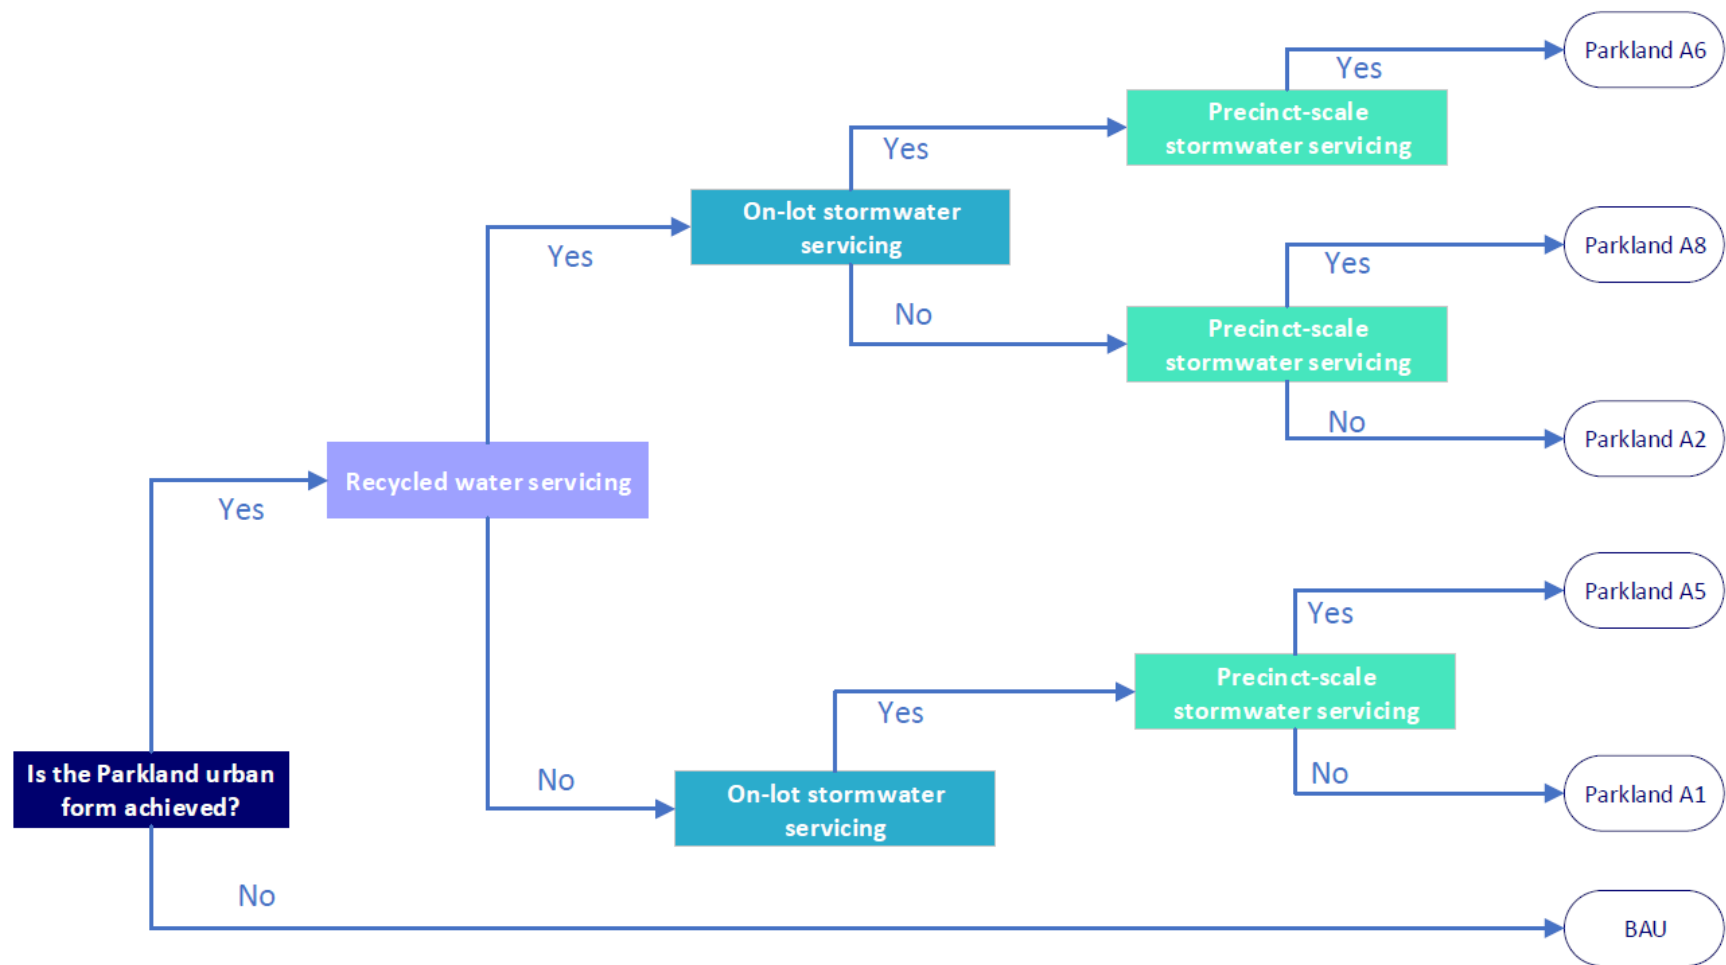 Parkland A6
Yes
Precinct-scale
stormwater servicing
Yes
On-lot stormwater
servicing
Parkland A8
Yes
Yes
No
Precinct-scale
stormwater servicing
No
Parkland A2
Recycled water servicing
Yes
Parkland A5
Yes
Precinct-scale
stormwater servicing
Yes
No
Parkland A1
Is the Parkland urban
form achieved?
No
On-lot stormwater
servicing
No
BAU